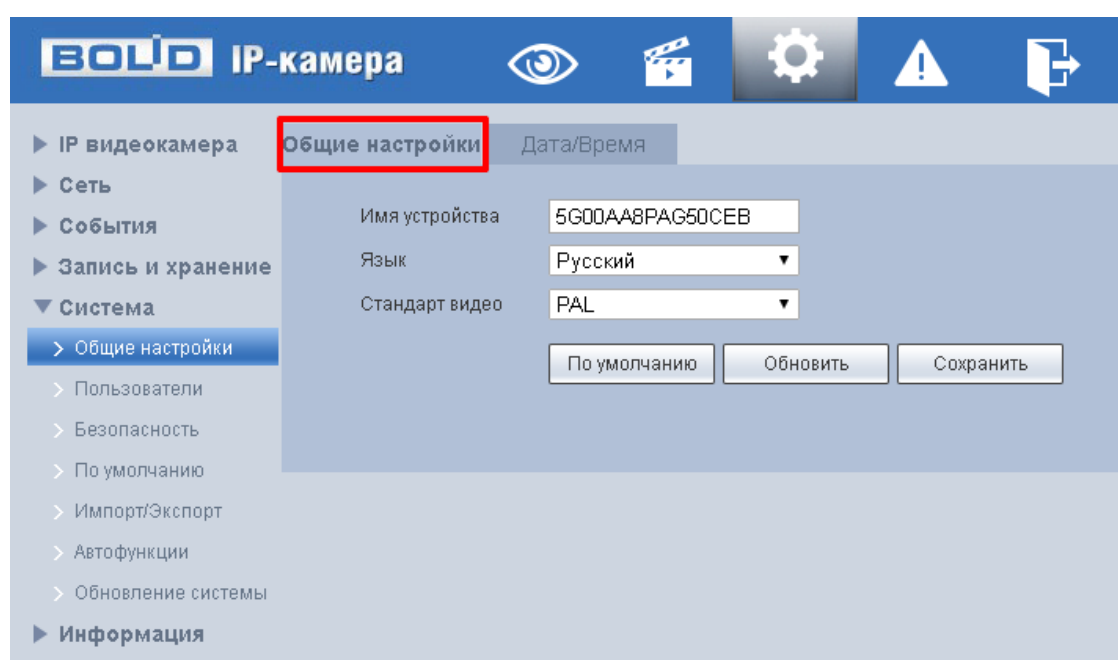 BOLID IP-камера
IP видеокамера
Сеть
События
Запись и хранение
Система
Общие настройки
Пользователи
Безопасность
По умолчанию
Импорт/Экспорт
Автофункции
Обновление системы
Информация
Общие настройки Дата/Время
Имя устройства 5G00AA8PAG50CEB
Язык Русский
Стандарт видео PAL
По умолчанию Обновить Сохранить